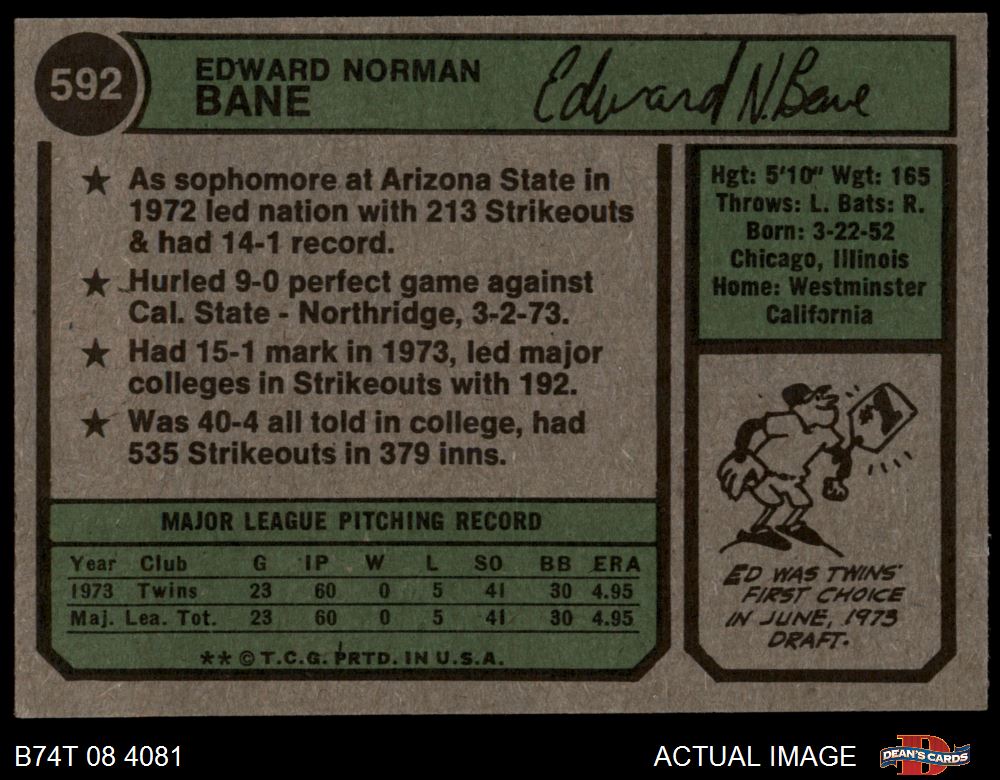 592
EDWARD NORMAN
BANE
Edward N. Bane
★ As sophomore at Arizona State in
1972 led nation with 213 Strikeouts
& had 14-1 record.
★ Hurled 9-0 perfect game against
Cal. State - Northridge, 3-2-73.
★ Had 15-1 mark in 1973, led major
colleges in Strikeouts with 192.
★ Was 40-4 all told in college, had
535 Strikeouts in 379 inns.
Hgt: 5'10" Wgt: 165
Throws: L. Bats: R.
Born: 3-22-52
Chicago, Illinois
Home: Westminster
California
#1
ED WAS TWINS'
FIRST CHOICE
IN JUNE, 1973
DRAFT.
MAJOR LEAGUE PITCHING RECORD
Year Club G IP W L SO BB ERA
1973 Twins 23 60 0 5 41 30 4.95
Maj. Lea. Tot. 23 60 0 5 41 30 4.95
** © T.C.G. PRTD. IN U.S.A.
B74T 08 4081
ACTUAL IMAGE
D
DEAN'S CARDS